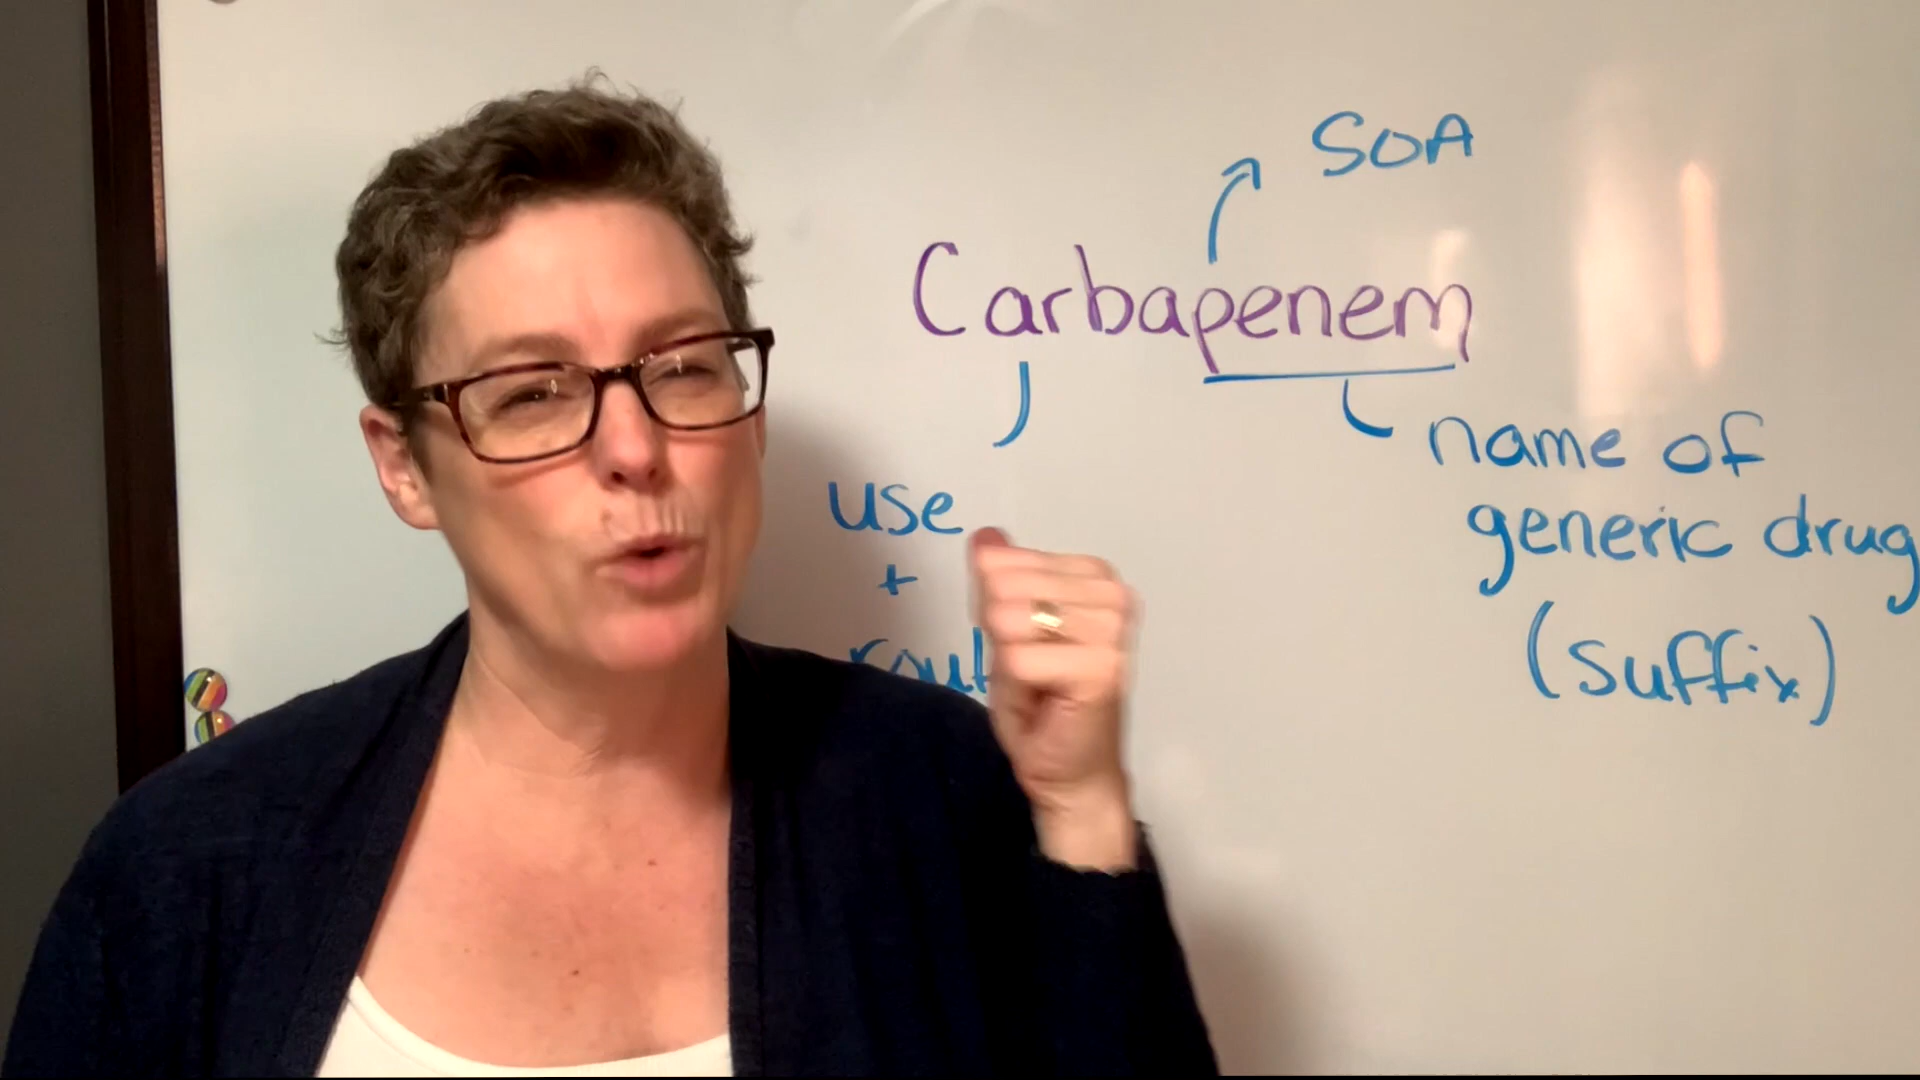 SOA
Carbapenem
use
+
name of
generic drug
(suffix)